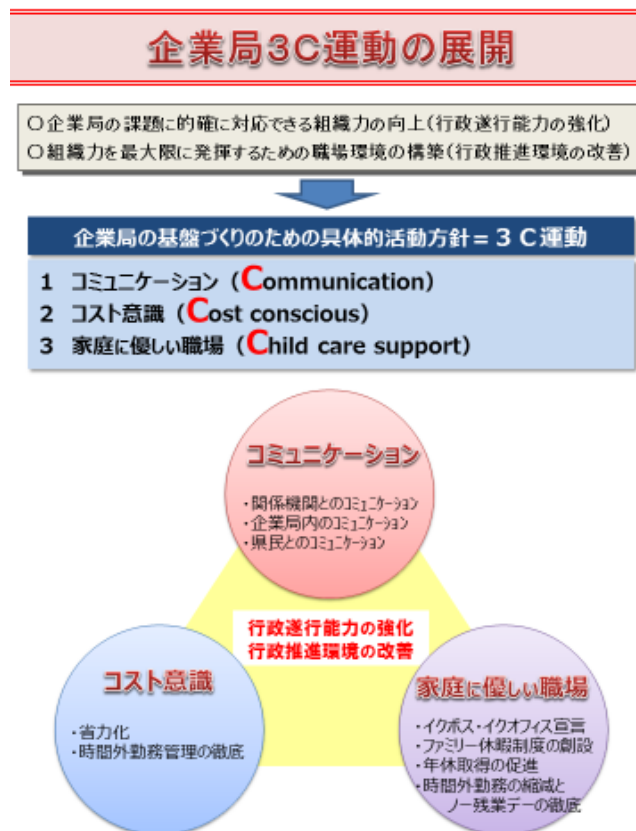 企業局3C運動の展開
○企業局の課題に的確に対応できる組織力の向上(行政遂行能力の強化)
○組織力を最大限に発揮するための職場環境の構築(行政推進環境の改善)
企業局の基盤づくりのための具体的活動方針=3C運動
1 コミュニケーション(Communication)
2 コスト意識(Cost conscious)
3 家庭に優しい職場(Child care support)
コミュニケーション
・関係機関とのコミュニケーション
・企業局内のコミュニケーション
・県民とのコミュニケーション
行政遂行能力の強化
行政推進環境の改善
コスト意識
・省力化
・時間外勤務管理の徹底
家庭に優しい職場
・イクボス・イクオフィス宣言
・ファミリー休暇制度の創設
・年休取得の促進
・時間外勤務の縮減と
ノー残業デーの徹底